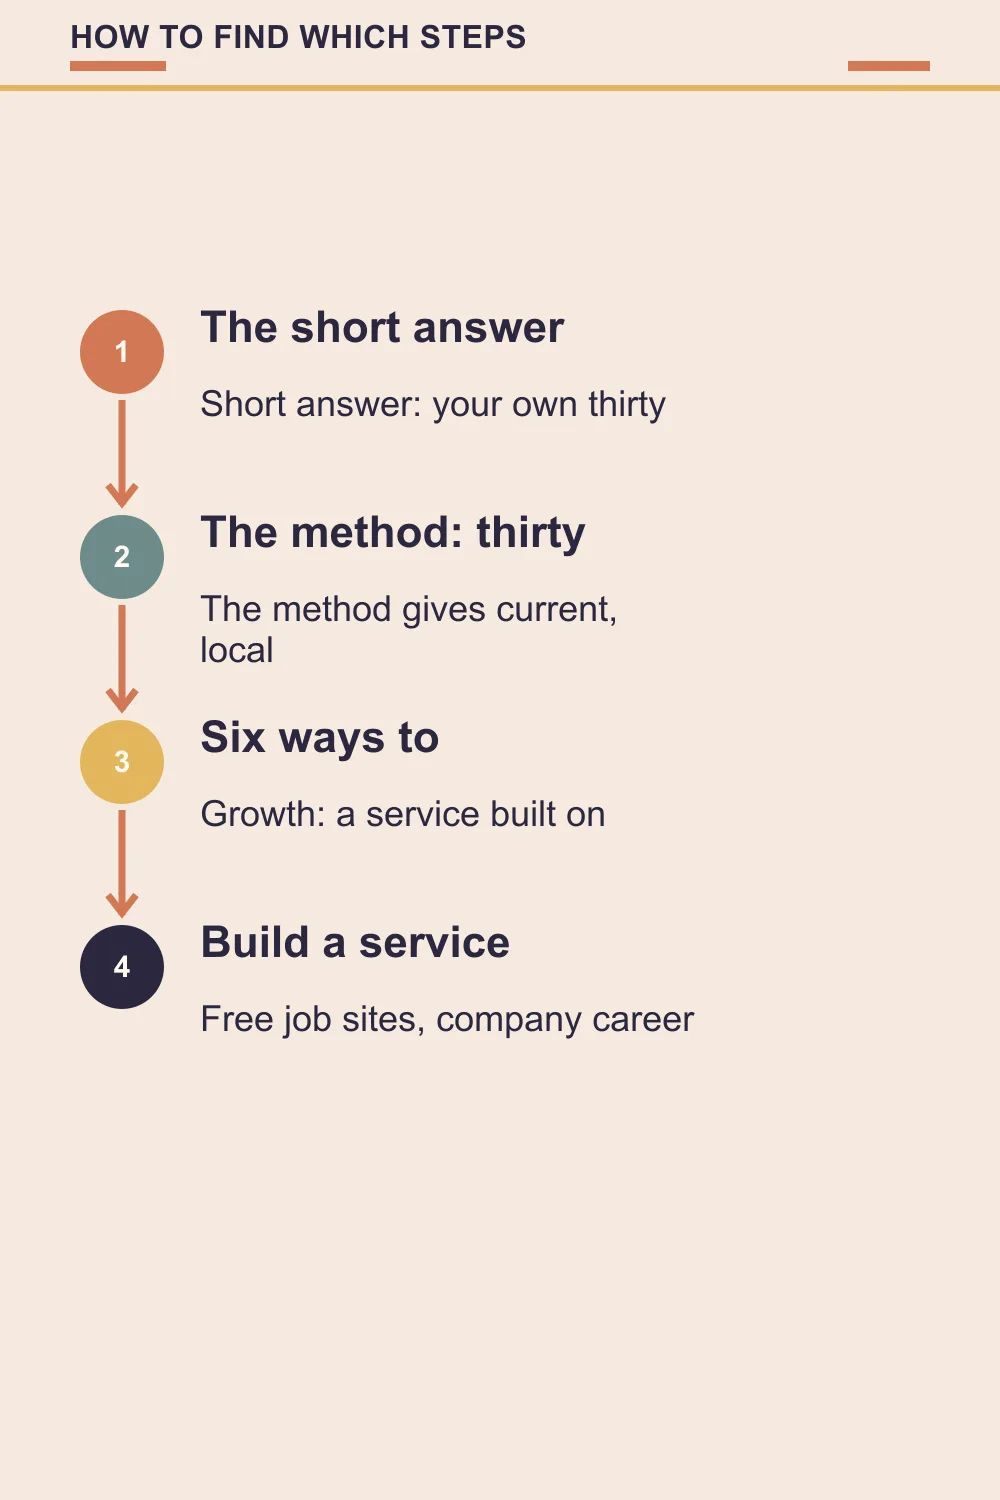 HOW TO FIND WHICH STEPS
1
The short answer
Short answer: your own thirty
2
The method: thirty
The method gives current,
local
3
Six ways to
Growth: a service built on
4
Build a service
Free job sites, company career